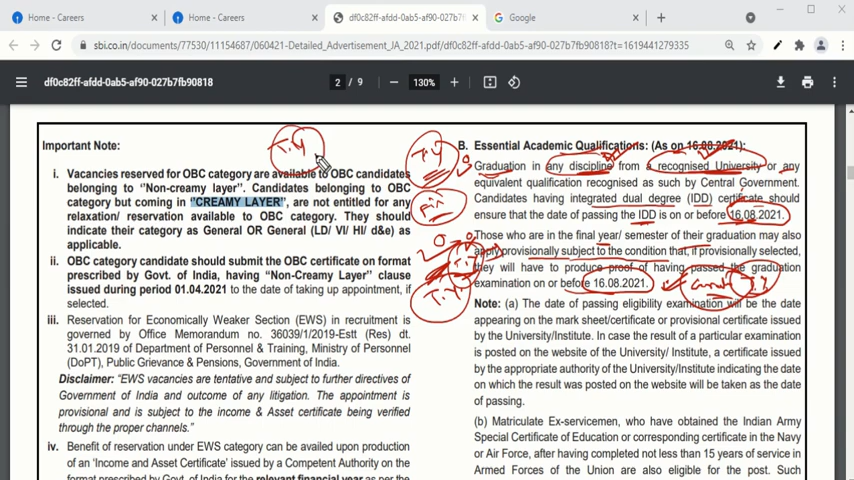 Home - Careers
Home - Careers
df0c82ff-afdd-0ab5-af90-027b7fb9
Google
sbi.co.in/documents/77530/11154687/060421-Detailed_Advertisement_JA_2021.pdf/df0c82ff-afdd-0ab5-af90-027b7fb90818?t=1619441279335
df0c82ff-afdd-0ab5-af90-027b7fb90818
2 / 9
130%
Important Note:
T.Y
i. Vacancies reserved for OBC category are available to OBC candidates
belonging to "Non-creamy layer". Candidates belonging to OBC
category but coming in "CREAMY LAYER", are not entitled for any
relaxation/ reservation available to OBC category. They should
indicate their category as General OR General (LD/ VI/ HI/ d&e) as
applicable.
ii. OBC category candidate should submit the OBC certificate on format
prescribed by Govt. of India, having "Non-Creamy Layer" clause
issued during period 01.04.2021 to the date of taking up appointment, if
selected.
iii. Reservation for Economically Weaker Section (EWS) in recruitment is
governed by Office Memorandum no. 36039/1/2019-Estt (Res) dt.
31.01.2019 of Department of Personnel & Training, Ministry of Personnel
(DoPT), Public Grievance & Pensions, Government of India.
Disclaimer: "EWS vacancies are tentative and subject to further directives of
Government of India and outcome of any litigation. The appointment is
provisional and is subject to the income & Asset certificate being verified
through the proper channels."
iv. Benefit of reservation under EWS category can be availed upon production
of an 'Income and Asset Certificate' issued by a Competent Authority on the
format prescribed by Govt. of India for the relevant financial year as per the
T.Y
T.Y
B. Essential Academic Qualifications: (As on 16.08.2021):
Graduation in any discipline from a recognised University or any
equivalent qualification recognised as such by Central Government.
Candidates having integrated dual degree (IDD) certificate should
ensure that the date of passing the IDD is on or before 16.08.2021.
Those who are in the final year/ semester of their graduation may also
apply provisionally subject to the condition that, if provisionally selected,
they will have to produce proof of having passed the graduation
examination on or before 16.08.2021.
Note: (a) The date of passing eligibility examination will be the date
appearing on the mark sheet/certificate or provisional certificate issued
by the University/Institute. In case the result of a particular examination
is posted on the website of the University/ Institute, a certificate issued
by the appropriate authority of the University/Institute indicating the date
on which the result was posted on the website will be taken as the date
of passing.
(b) Matriculate Ex-servicemen, who have obtained the Indian Army
Special Certificate of Education or corresponding certificate in the Navy
or Air Force, after having completed not less than 15 years of service in
Armed Forces of the Union are also eligible for the post. Such